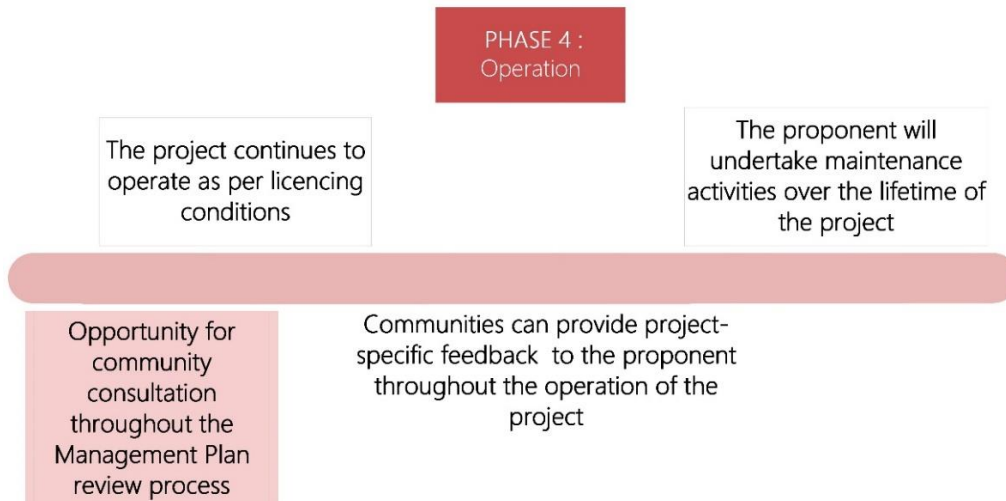 PHASE 4 :
Operation
The project continues to
operate as per licencing
conditions
The proponent will
undertake maintenance
activities over the lifetime of
the project
Opportunity for
community
consultation
throughout the
Management Plan
review process
Communities can provide project-
specific feedback to the proponent
throughout the operation of the
project